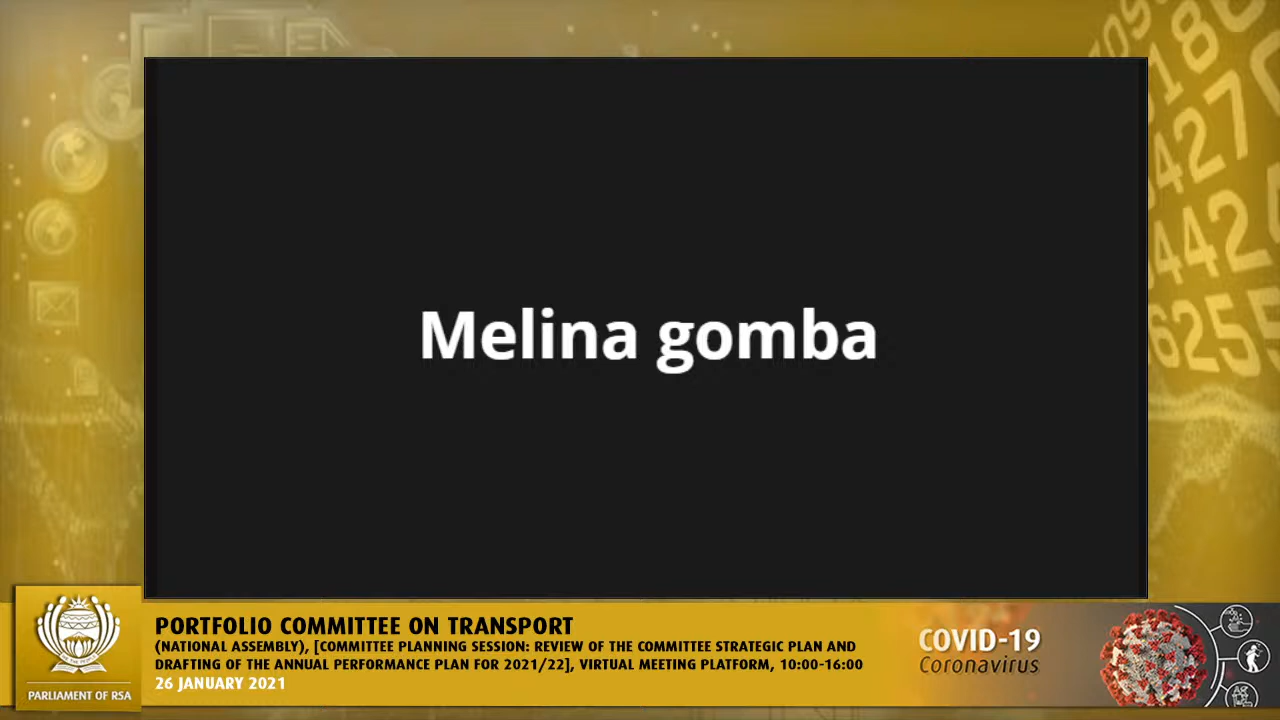 Melina gomba
PORTFOLIO COMMITTEE ON TRANSPORT
(NATIONAL ASSEMBLY), [COMMITTEE PLANNING SESSION: REVIEW OF THE COMMITTEE STRATEGIC PLAN AND
DRAFTING OF THE ANNUAL PERFORMANCE PLAN FOR 2021/22], VIRTUAL MEETING PLATFORM, 10:00-16:00
26 JANUARY 2021
PARLIAMENT OF RSA
COVID-19
Coronavirus